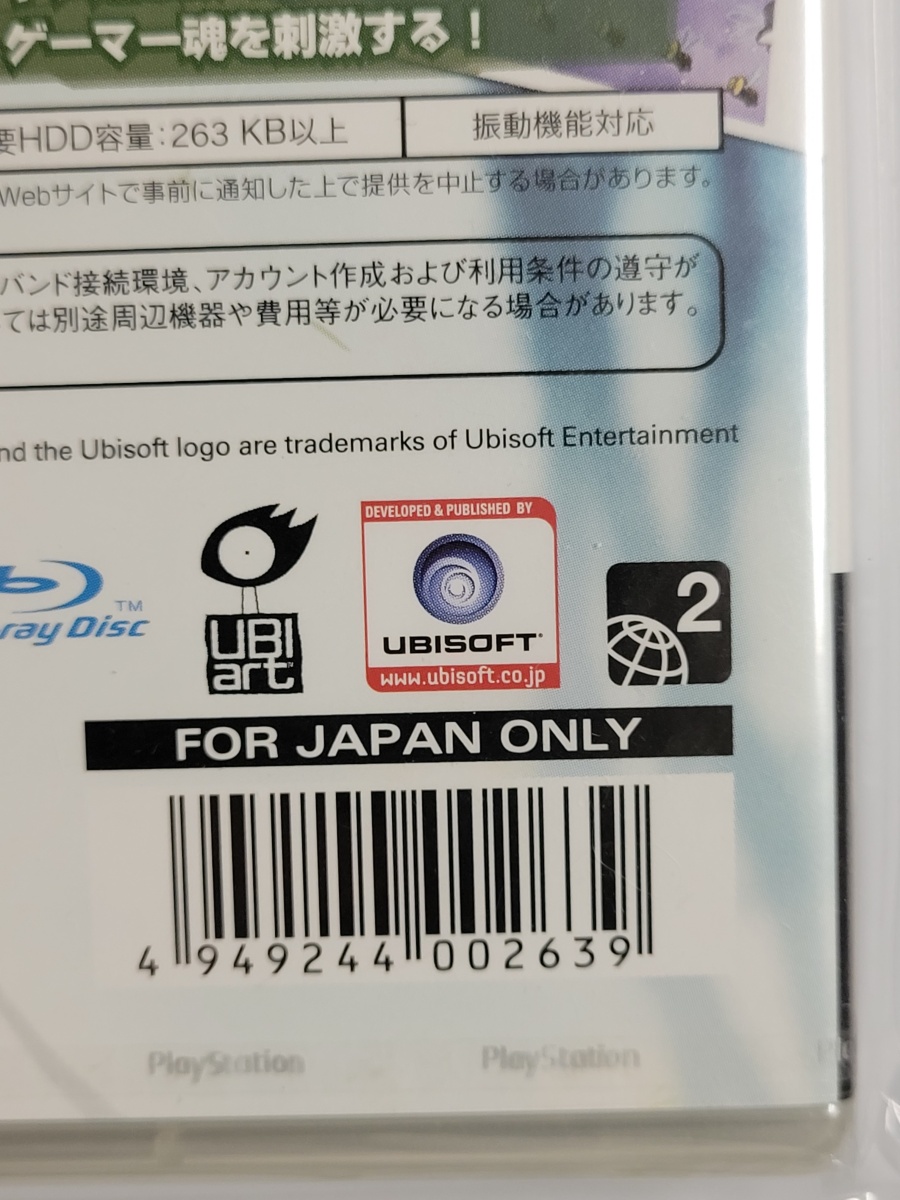 ゲーマー魂を刺激する!
要HDD容量:263 KB以上
振動機能対応
Webサイトで事前に通知した上で提供を中止する場合があります。
バンド接続環境、アカウント作成および利用条件の遵守が
ては別途周辺機器や費用等が必要になる場合があります。
nd the Ubisoft logo are trademarks of Ubisoft Entertainment
DEVELOPED & PUBLISHED BY
UBISOFT
www.ubisoft.co.jp
ray Disc™
UBI
art™
2
FOR JAPAN ONLY
4 949244 002639
PlayStation PlayStation